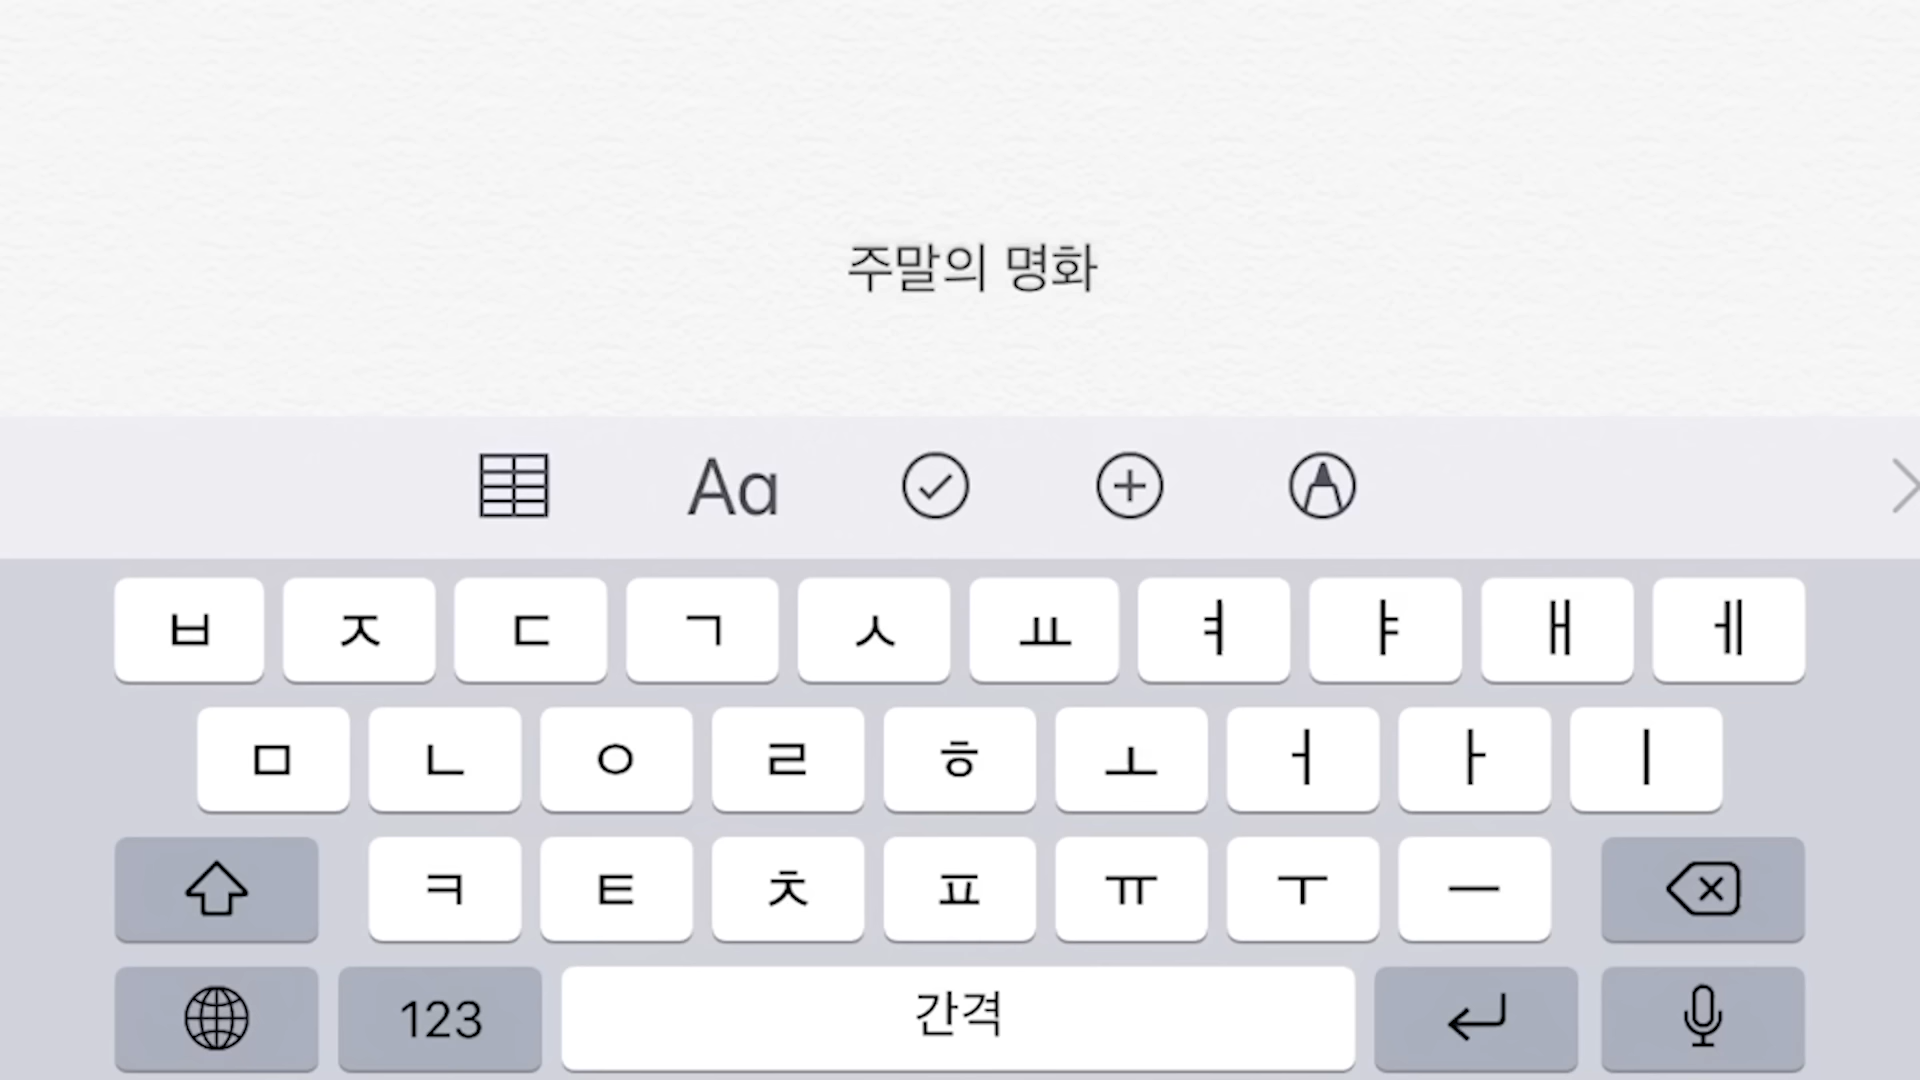 주말의 명화
Aa
ㅂ ㅈ ㄷ ㄱ ㅅ ㅛ ㅕ ㅑ ㅐ ㅔ
ㅁ ㄴ ㅇ ㄹ ㅎ ㅗ ㅓ ㅏ ㅣ
ㅋ ㅌ ㅊ ㅍ ㅠ ㅜ ㅡ
123 간격